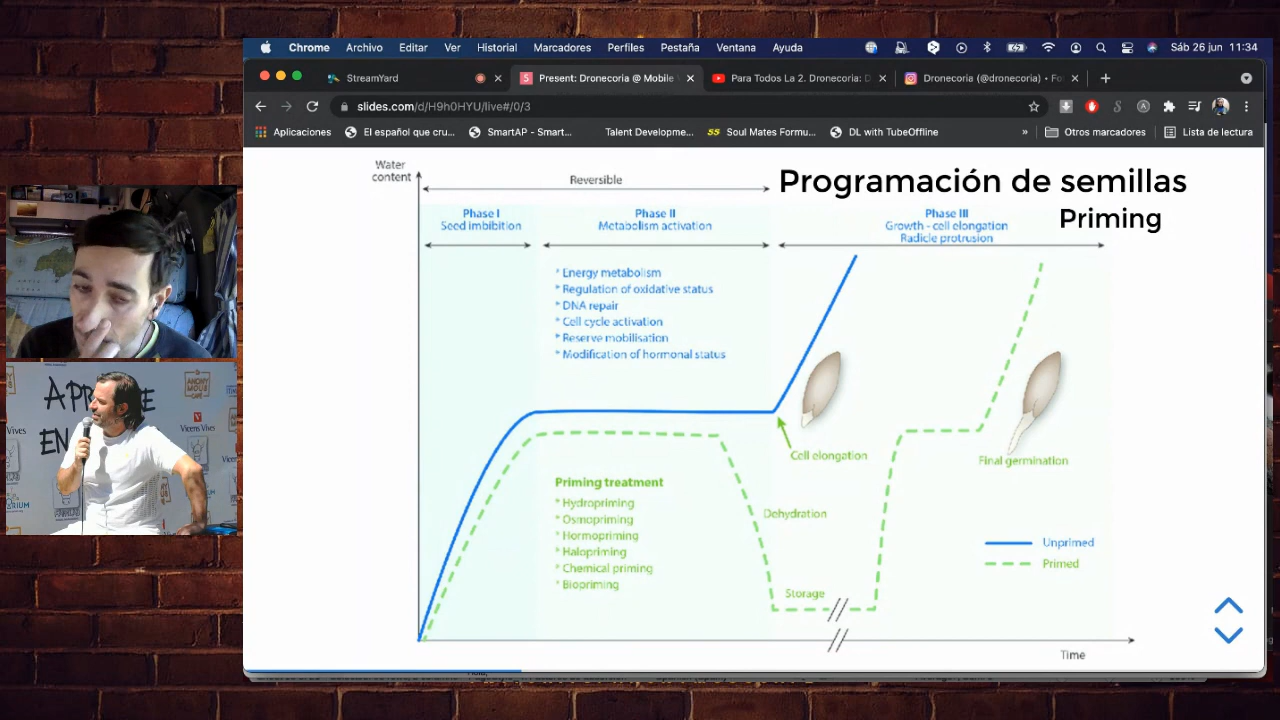 Chrome Archivo Editar Ver Historial Marcadores Perfiles Pestaña Ventana Ayuda Sáb 26 jun 11:34
StreamYard Present: Dronecoria @ Mobile Para Todos La 2. Dronecoria: Dronecoria (@dronecoria) • Fo
slides.com/d/H9h0HYU/live#/0/3
Aplicaciones El español que cru... SmartAP - Smart... Talent Developme... Soul Mates Formu... DL with TubeOffline » Otros marcadores Lista de lectura
Programación de semillas
Priming
Water
content
Reversible
Phase I
Seed imbibition
Phase II
Metabolism activation
Phase III
Growth - cell elongation
Radicle protrusion
* Energy metabolism
* Regulation of oxidative status
* DNA repair
* Cell cycle activation
* Reserve mobilisation
* Modification of hormonal status
Cell elongation
Final germination
Priming treatment
* Hydropriming
* Osmopriming
* Hormopriming
* Halopriming
* Chemical priming
* Biopriming
Dehydration
Storage
Unprimed
Primed
Time
EN
Vives
Vicens Vives